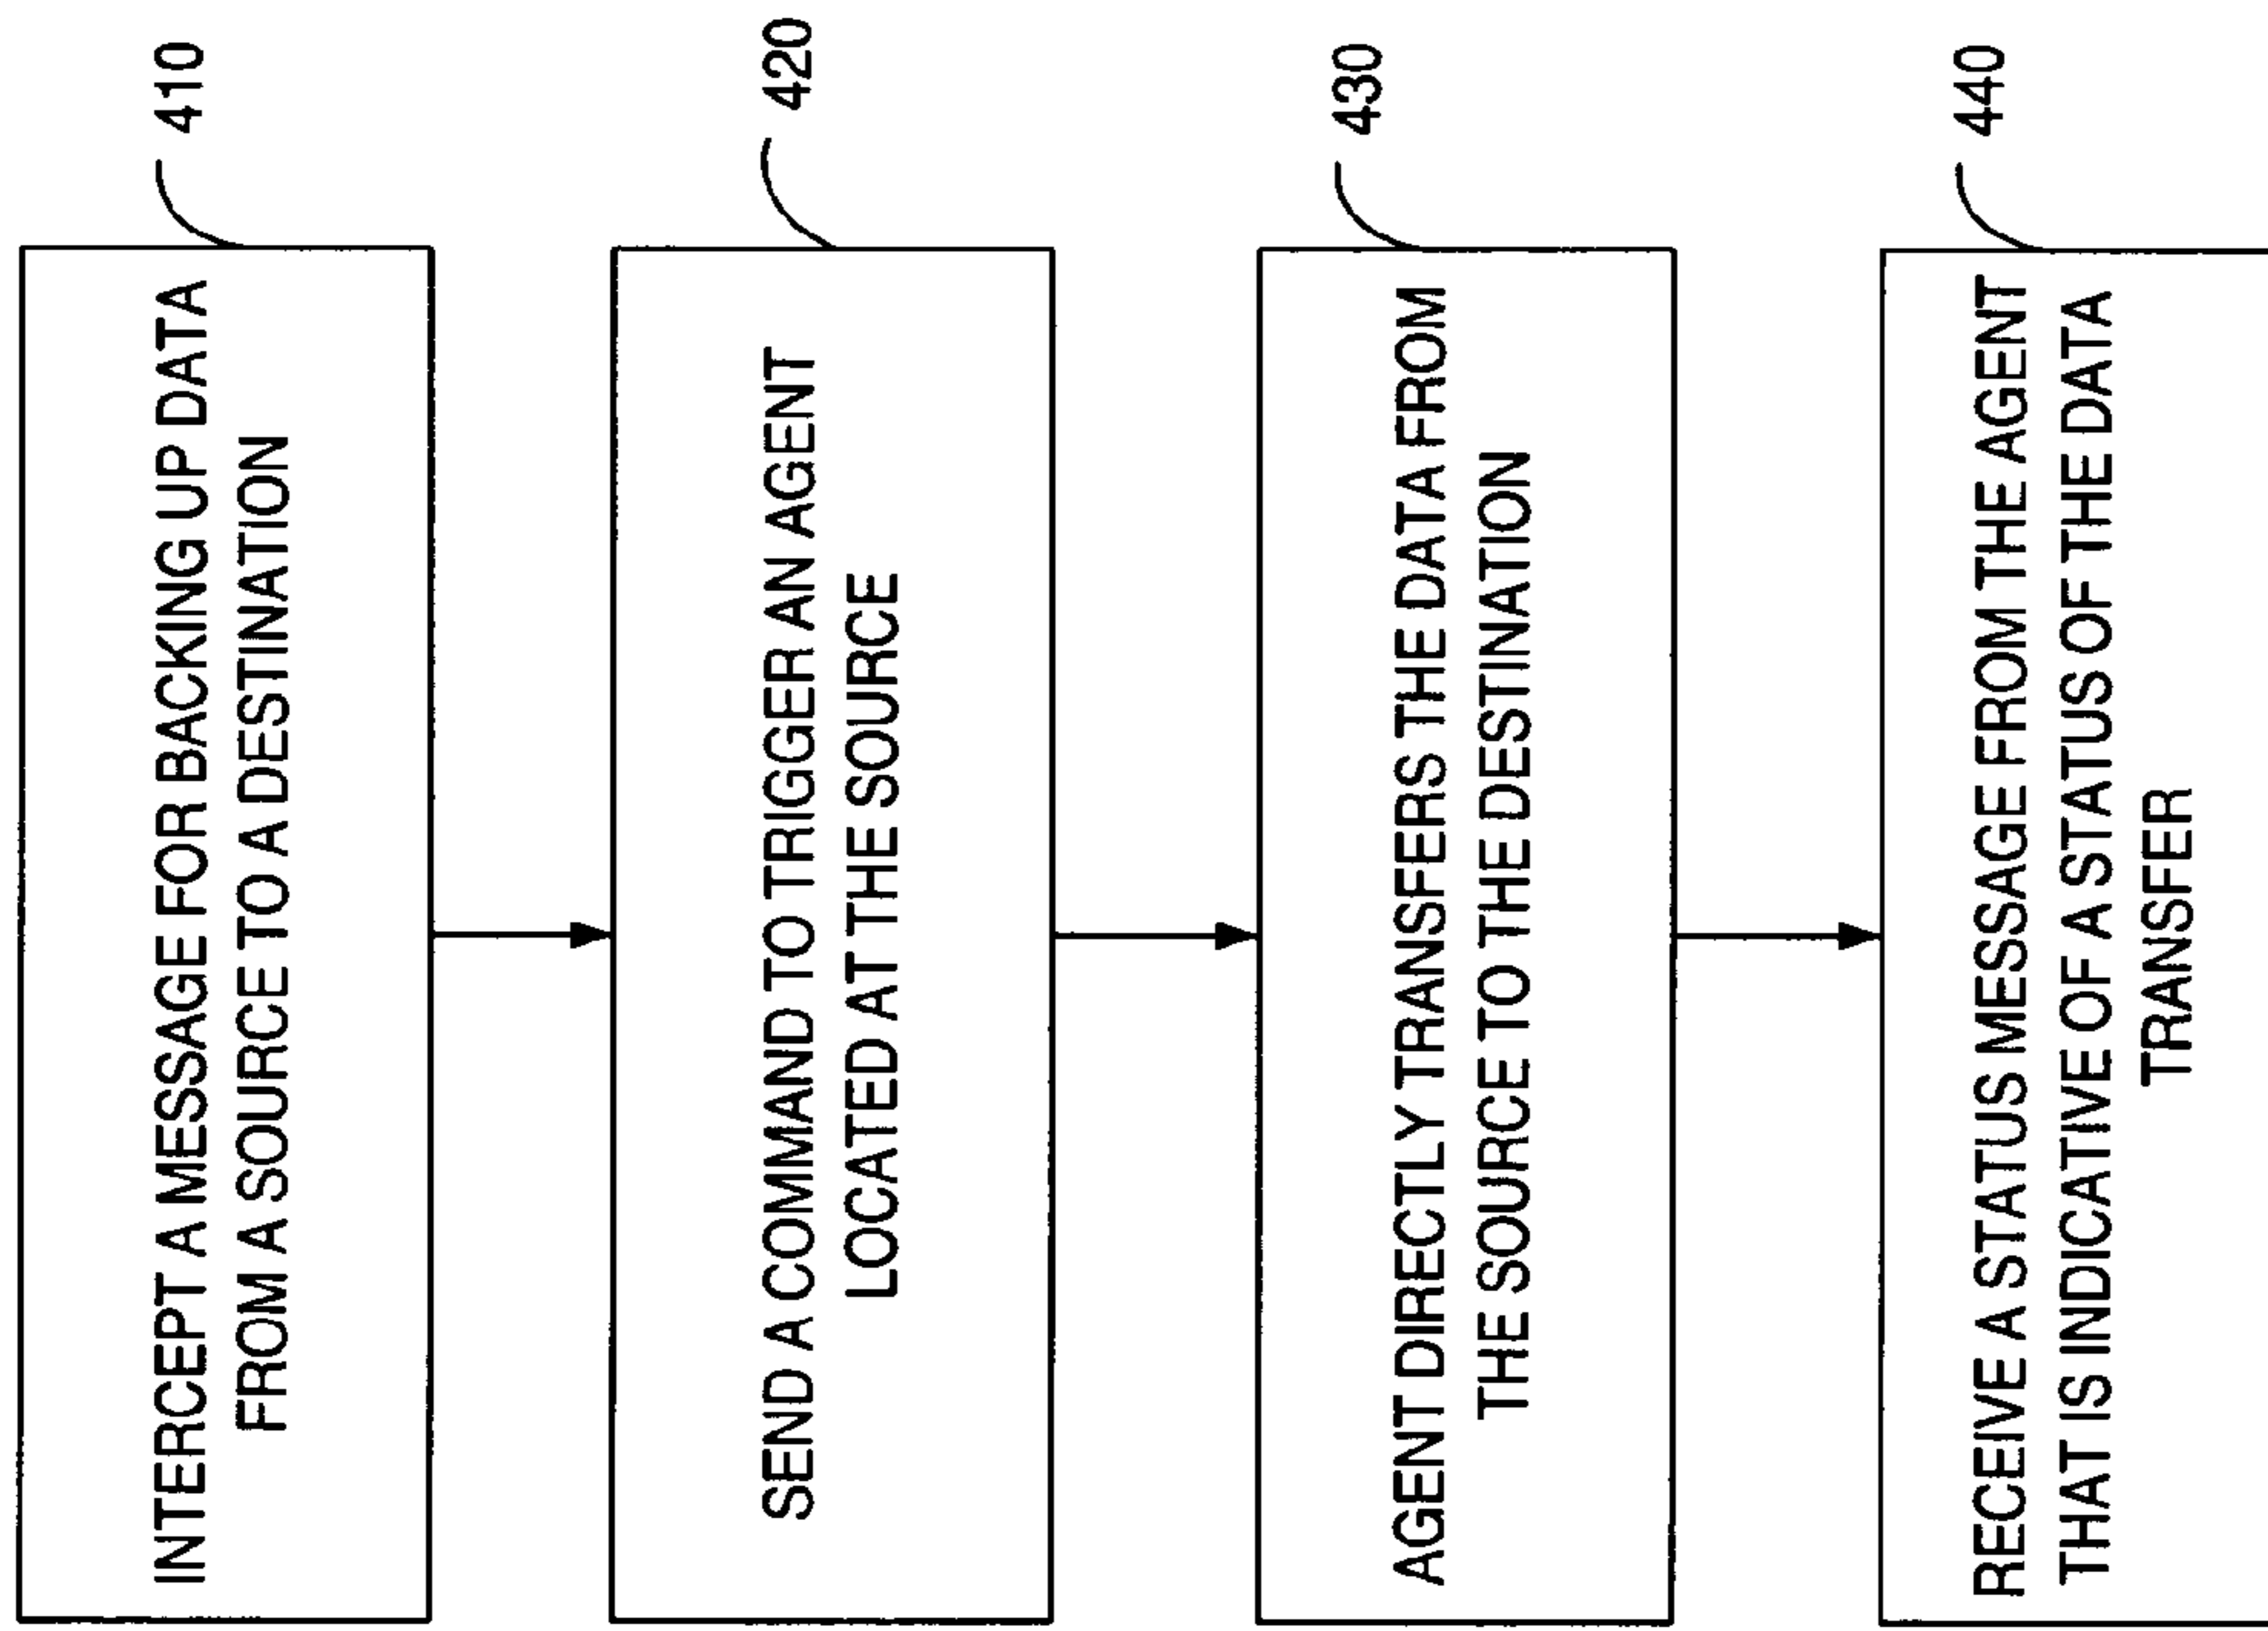 INTERCEPT A MESSAGE FOR BACKING UP DATA
FROM A SOURCE TO A DESTINATION
410
SEND A COMMAND TO TRIGGER AN AGENT
LOCATED AT THE SOURCE
420
AGENT DIRECTLY TRANSFERS THE DATA FROM
THE SOURCE TO THE DESTINATION
430
RECEIVE A STATUS MESSAGE FROM THE AGENT
THAT IS INDICATIVE OF A STATUS OF THE DATA
TRANSFER
440